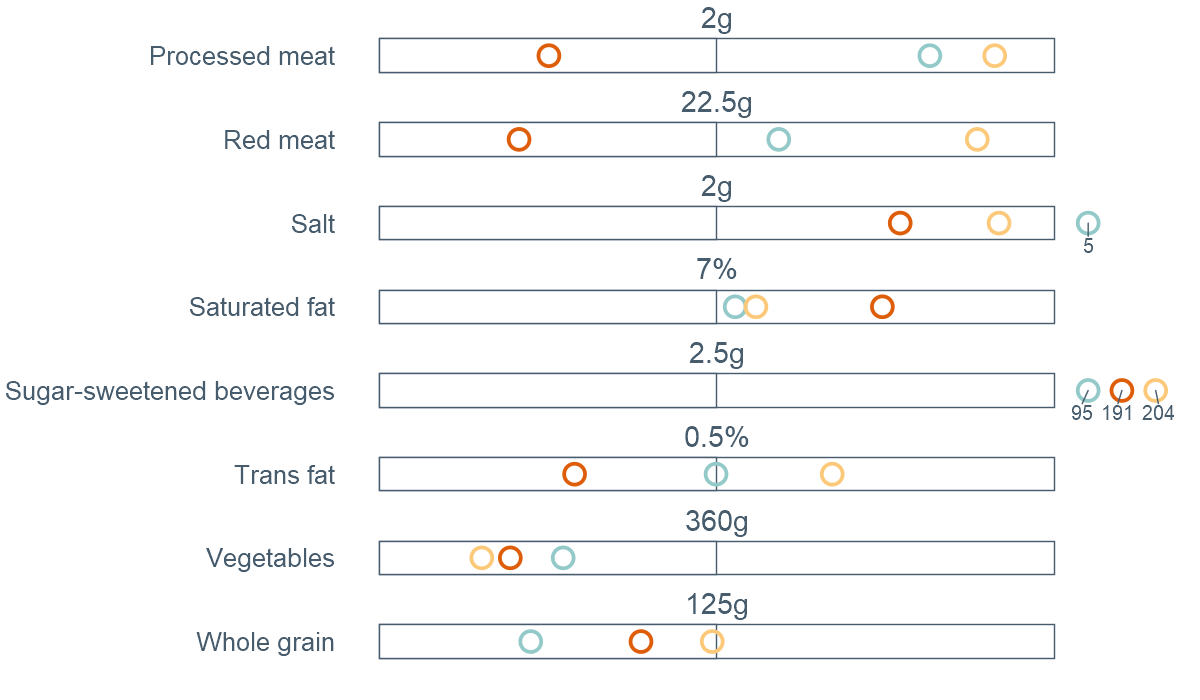 2g
Processed meat
22.5g
Red meat
2g
Salt
5
7%
Saturated fat
2.5g
Sugar-sweetened beverages
95 191 204
0.5%
Trans fat
360g
Vegetables
125g
Whole grain